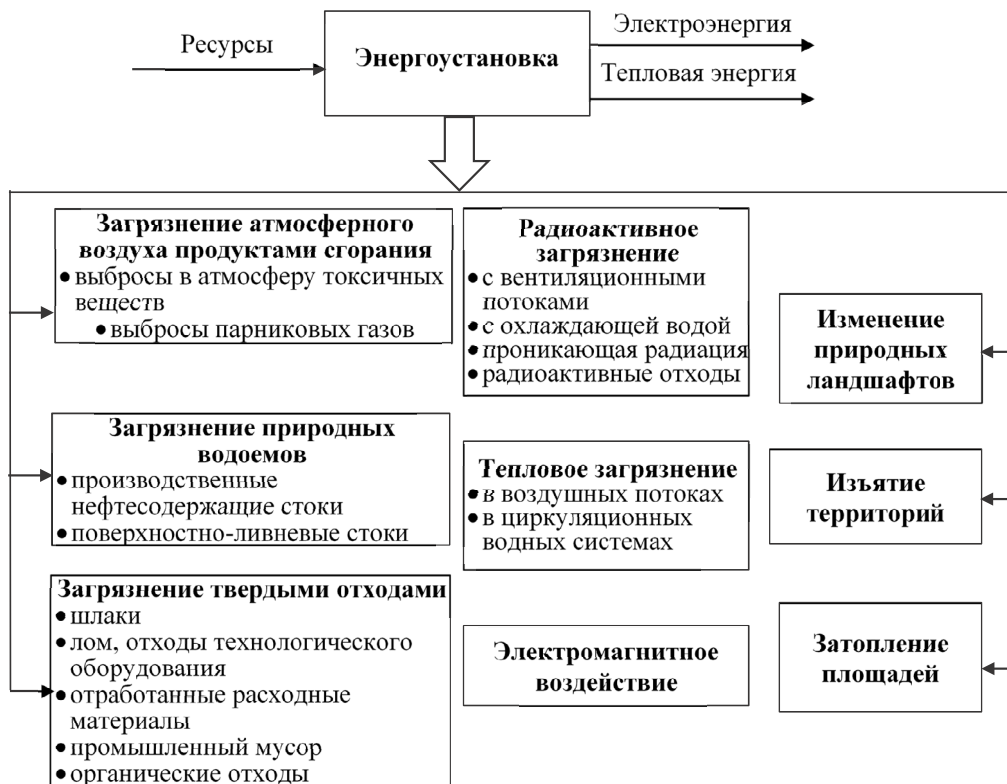 Ресурсы
Энергоустановка
Электроэнергия
Тепловая энергия
Загрязнение атмосферного
воздуха продуктами сгорания
• выбросы в атмосферу токсичных
веществ
• выбросы парниковых газов
Загрязнение природных
водоемов
• производственные
нефтесодержащие стоки
• поверхностно-ливневые стоки
Загрязнение твердыми отходами
• шлаки
• лом, отходы технологического
оборудования
• отработанные расходные
материалы
• промышленный мусор
• органические отходы
Радиоактивное
загрязнение
• с вентиляционными
потоками
• с охлаждающей водой
• проникающая радиация
• радиоактивные отходы
Тепловое загрязнение
• в воздушных потоках
• в циркуляционных
водных системах
Электромагнитное
воздействие
Изменение
природных
ландшафтов
Изъятие
территорий
Затопление
площадей